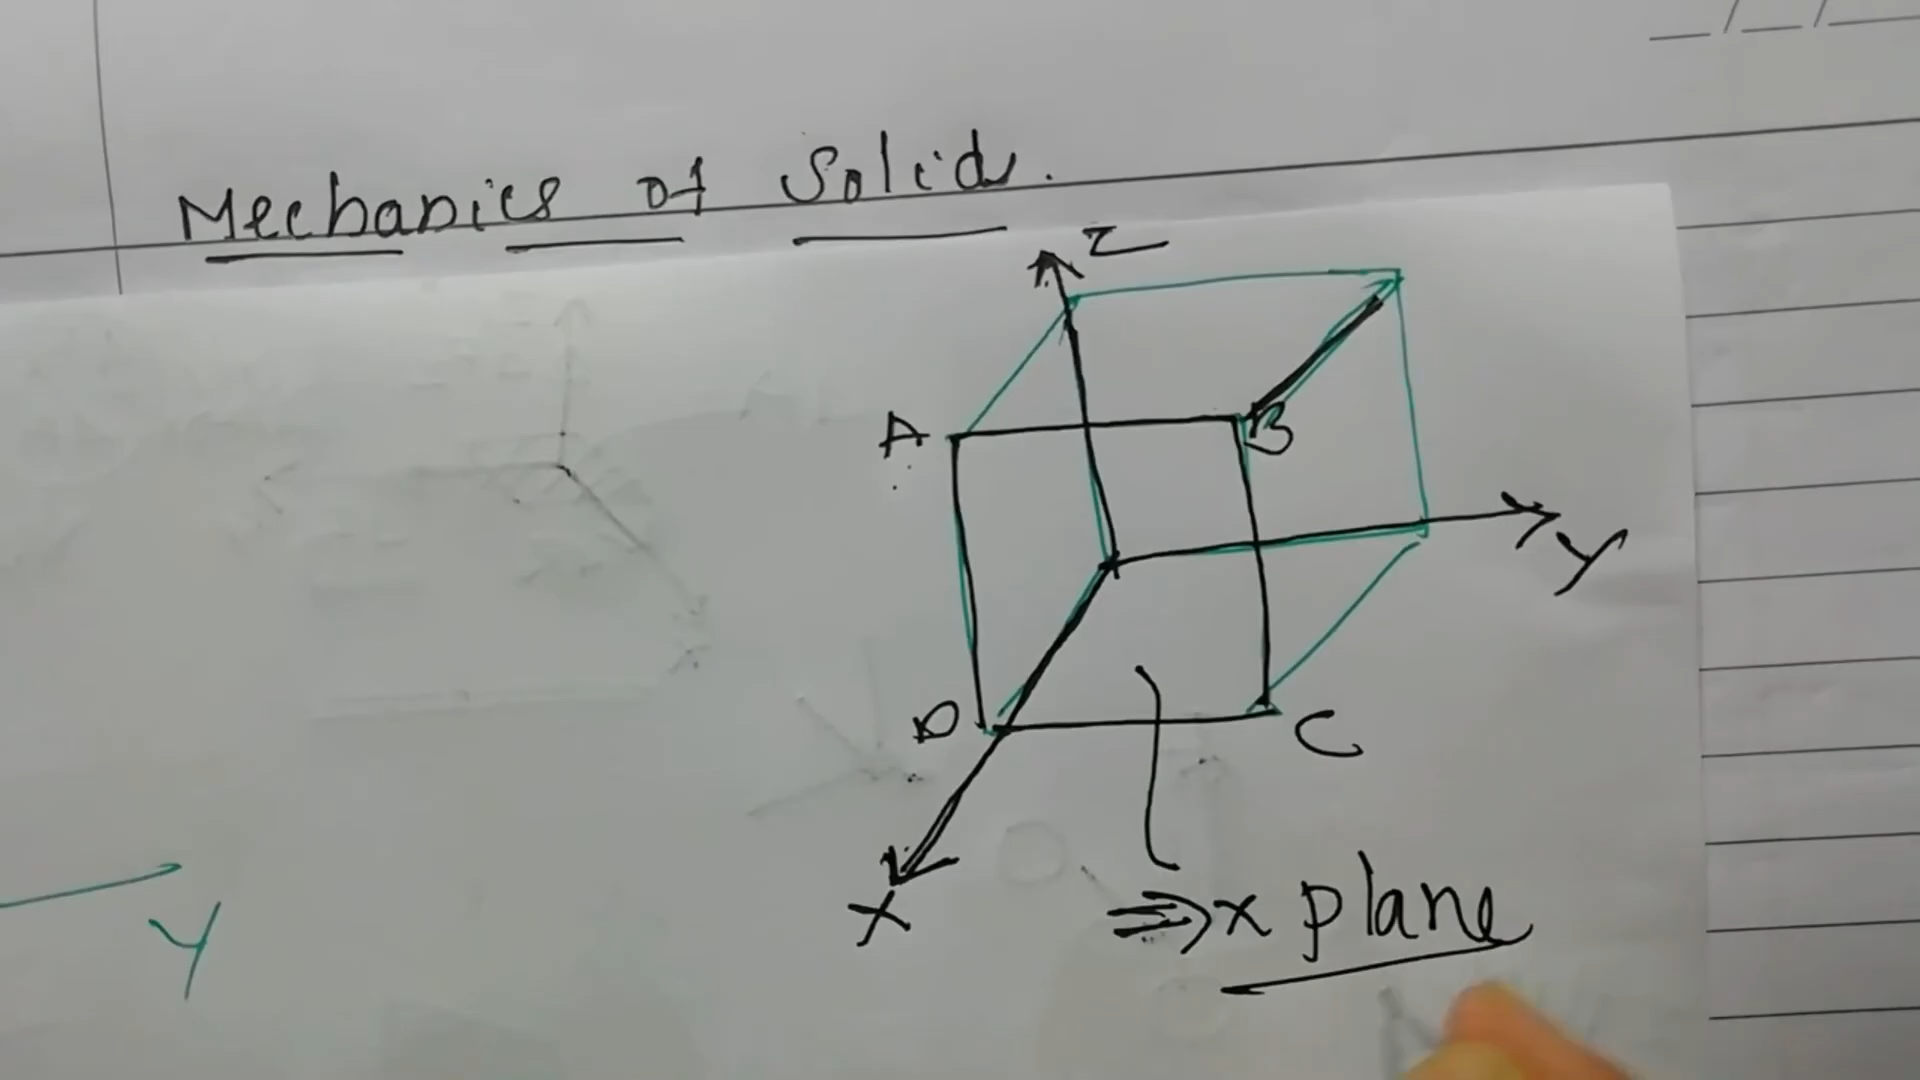 Mechanics of Solid.
Z
A
B
Y
D
C
X
⇒ x plane
Y